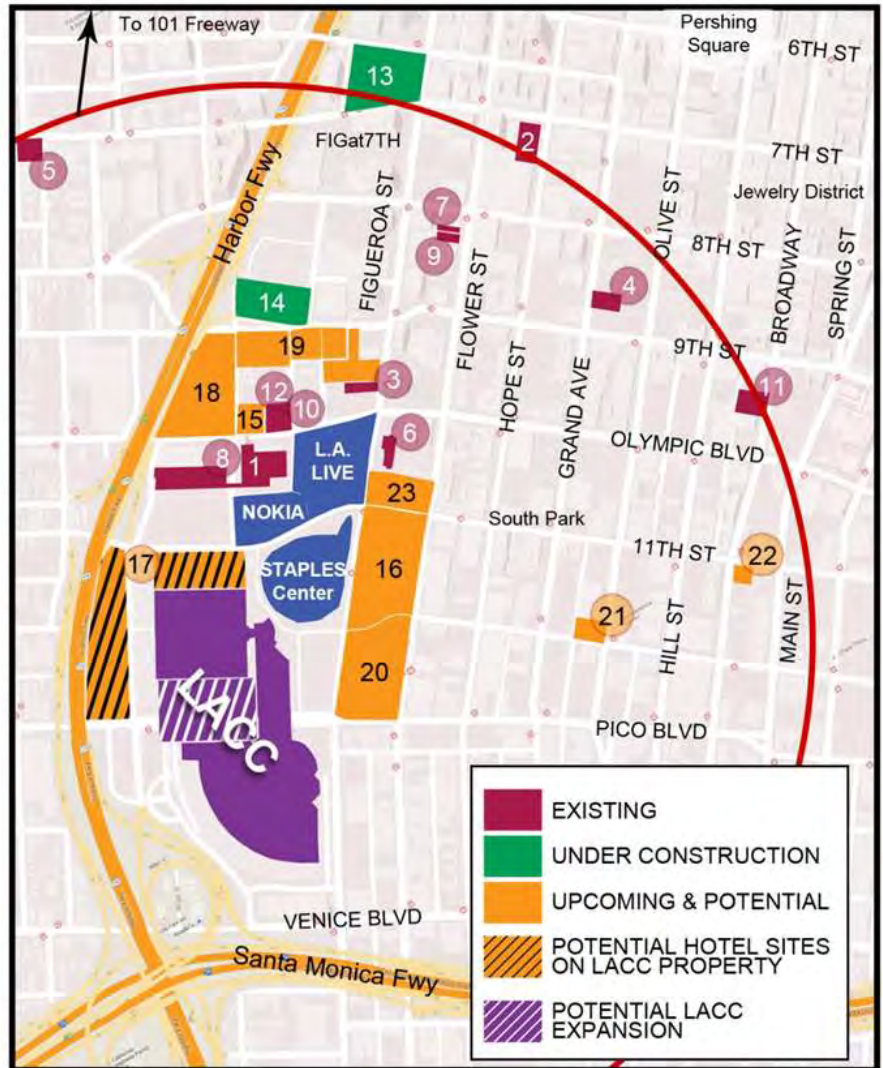 To 101 Freeway
Pershing
Square
6TH ST
13
FIGat7TH
2
7TH ST
5
Harbor Fwy
Jewelry District
FIGUEROA ST
7
OLIVE ST
8TH ST
9
FLOWER ST
BROADWAY
SPRING ST
4
14
9TH ST
19
HOPE ST
GRAND AVE
3
11
18
12
15
10
6
OLYMPIC BLVD
L.A.
LIVE
8
1
23
NOKIA
South Park
11TH ST
22
17
STAPLES
Center
16
21
HILL ST
MAIN ST
20
LACC
PICO BLVD
EXISTING
UNDER CONSTRUCTION
UPCOMING & POTENTIAL
POTENTIAL HOTEL SITES
ON LACC PROPERTY
POTENTIAL LACC
EXPANSION
VENICE BLVD
Santa Monica Fwy